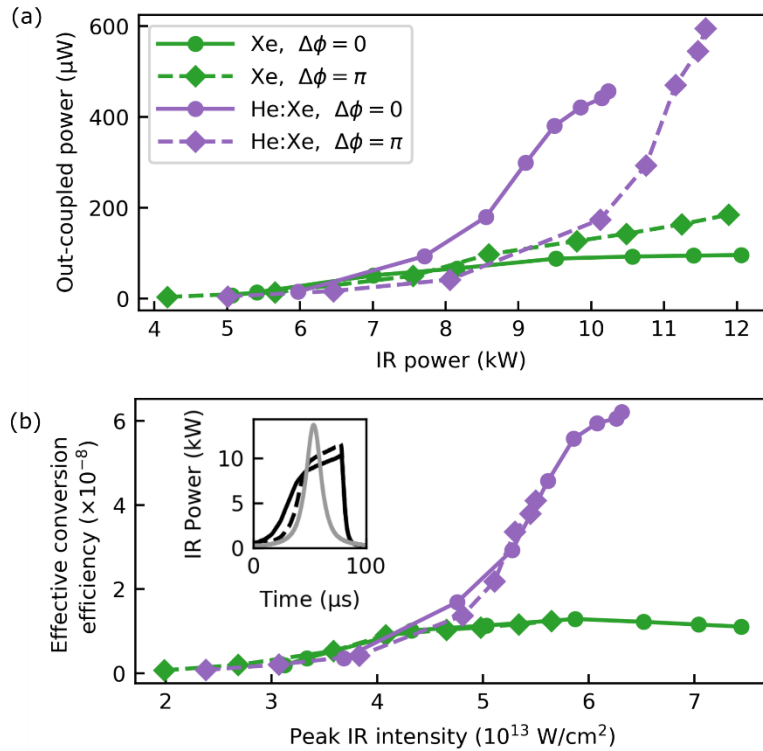 (a)
Out-coupled power (μW)
600
400
200
0
Xe, Δϕ = 0
Xe, Δϕ = π
He:Xe, Δϕ = 0
He:Xe, Δϕ = π
4 5 6 7 8 9 10 11 12
IR power (kW)
(b)
Effective conversion
efficiency (×10⁻⁸)
6
4
2
0
IR Power (kW)
10
5
0
0 100
Time (μs)
2 3 4 5 6 7
Peak IR intensity (10¹³ W/cm²)